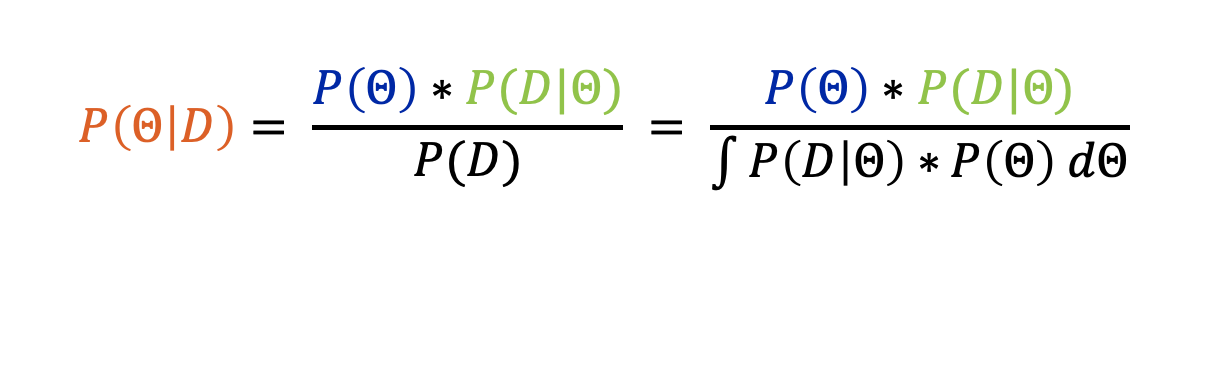 P(Θ|D) = P(Θ) * P(D|Θ) / P(D) = P(Θ) * P(D|Θ) / ∫ P(D|Θ) * P(Θ) dΘ